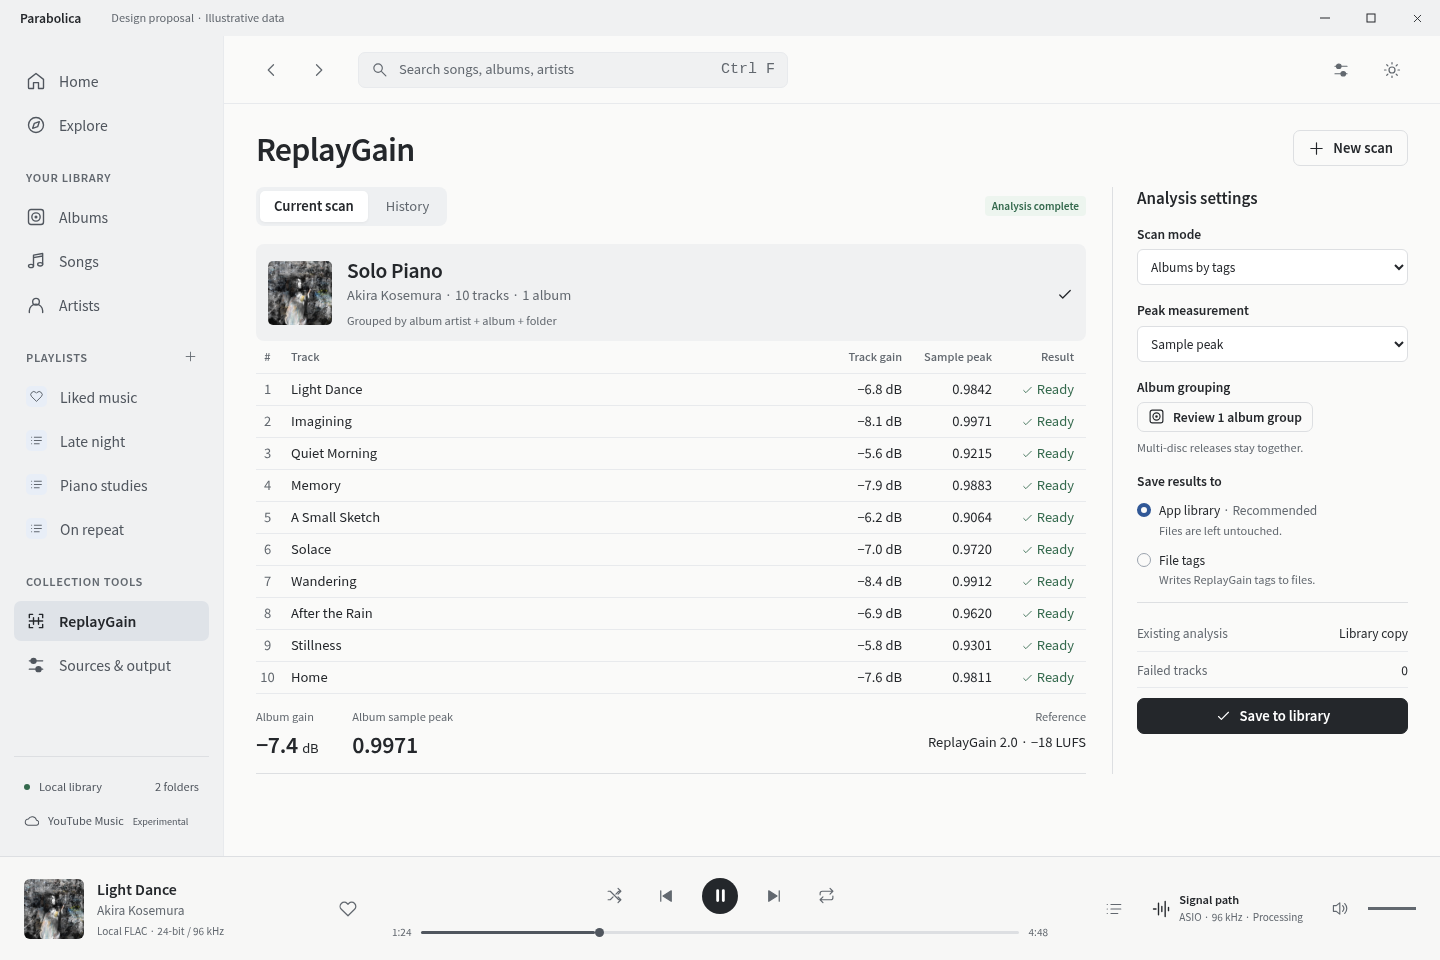 Parabolica
Design proposal · Illustrative data
Home
Explore
YOUR LIBRARY
Albums
Songs
Artists
PLAYLISTS
Liked music
Late night
Piano studies
On repeat
COLLECTION TOOLS
ReplayGain
Sources & output
Local library 2 folders
YouTube Music Experimental
Search songs, albums, artists Ctrl F
ReplayGain
New scan
Current scan History
Analysis complete
Solo Piano
Akira Kosemura · 10 tracks · 1 album
Grouped by album artist + album + folder
# Track Track gain Sample peak Result
1 Light Dance −6.8 dB 0.9842 Ready
2 Imagining −8.1 dB 0.9971 Ready
3 Quiet Morning −5.6 dB 0.9215 Ready
4 Memory −7.9 dB 0.9883 Ready
5 A Small Sketch −6.2 dB 0.9064 Ready
6 Solace −7.0 dB 0.9720 Ready
7 Wandering −8.4 dB 0.9912 Ready
8 After the Rain −6.9 dB 0.9620 Ready
9 Stillness −5.8 dB 0.9301 Ready
10 Home −7.6 dB 0.9811 Ready
Album gain Album sample peak Reference
−7.4 dB 0.9971 ReplayGain 2.0 · −18 LUFS
Analysis settings
Scan mode
Albums by tags
Peak measurement
Sample peak
Album grouping
Review 1 album group
Multi-disc releases stay together.
Save results to
App library · Recommended
Files are left untouched.
File tags
Writes ReplayGain tags to files.
Existing analysis Library copy
Failed tracks 0
Save to library
Light Dance
Akira Kosemura
Local FLAC · 24-bit / 96 kHz
1:24 4:48
Signal path
ASIO · 96 kHz · Processing